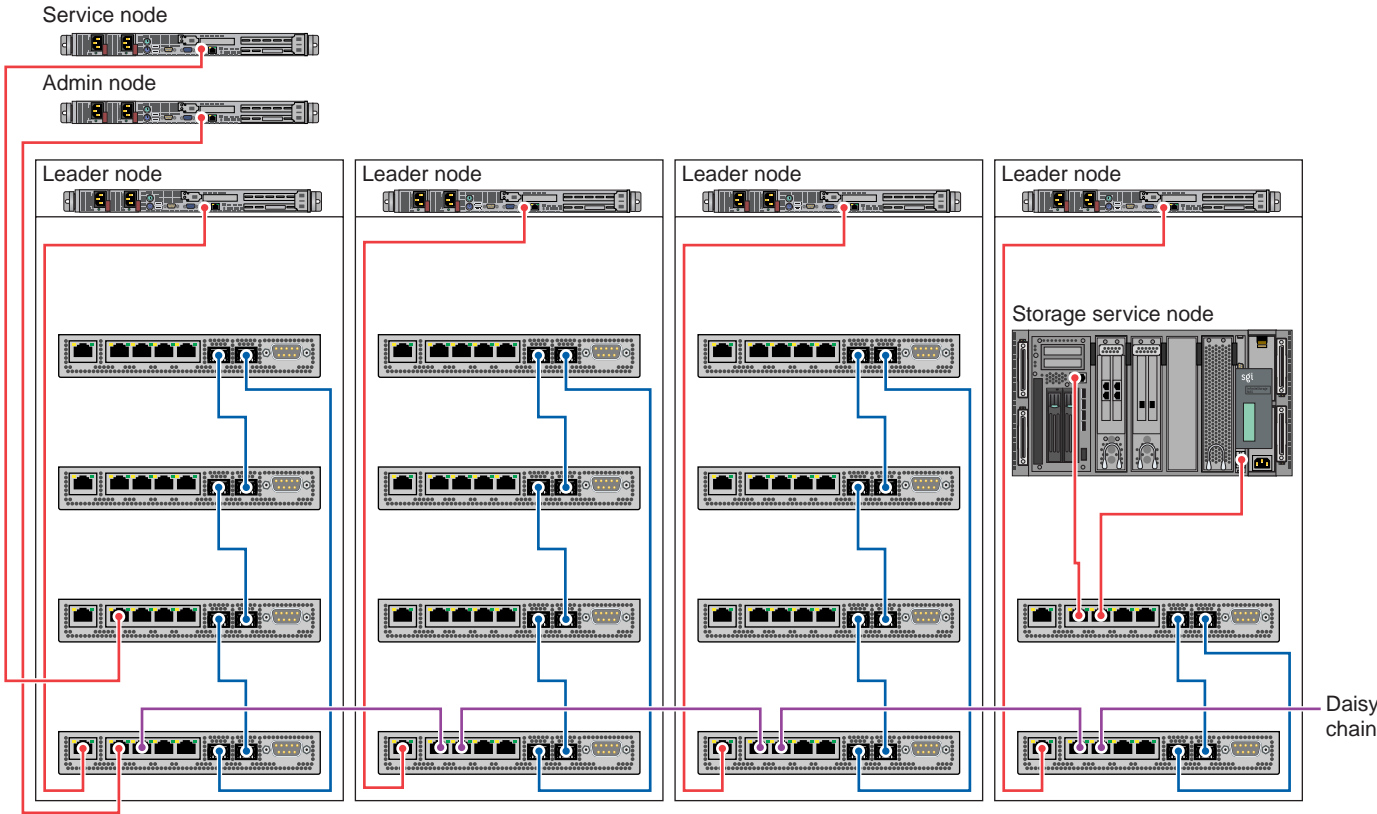 Service node
Admin node
Leader node
Leader node
Leader node
Leader node
Storage service node
sgi
Daisy
chain